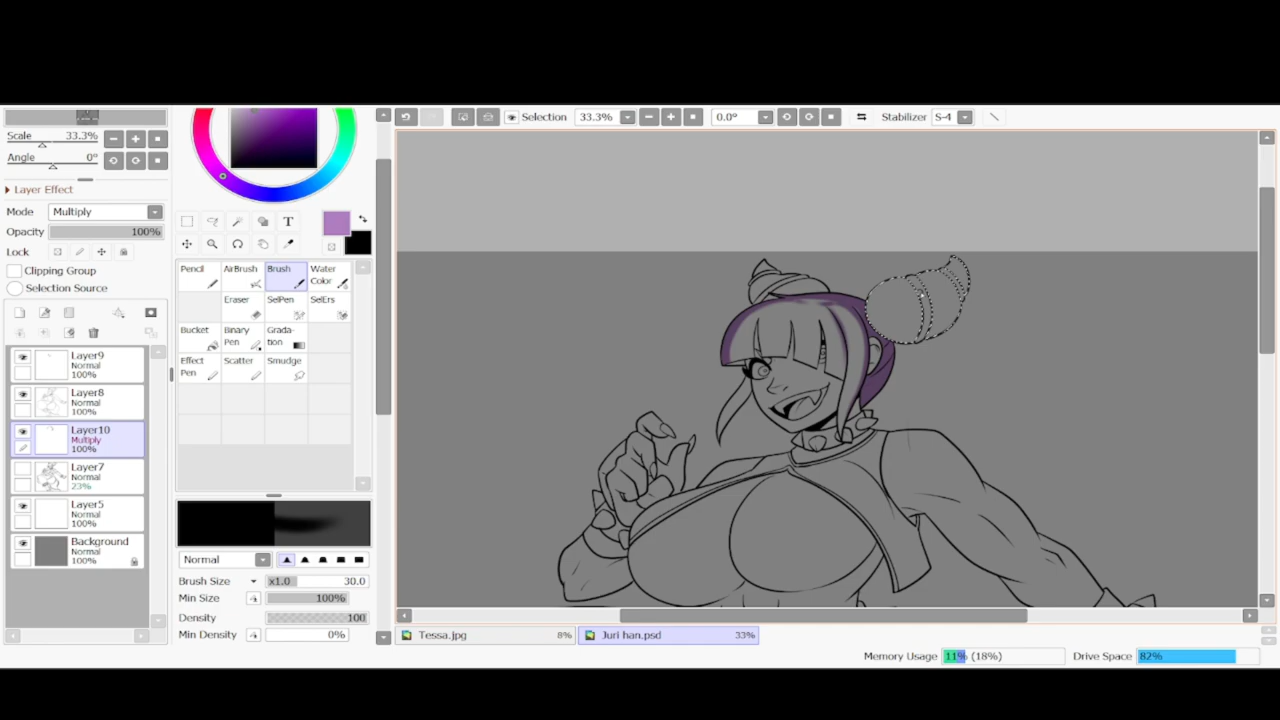 Selection 33.3% 0.0° Stabilizer S-4
Scale 33.3%
Angle 0°
Layer Effect
Mode Multiply
Opacity 100%
Lock
Clipping Group
Selection Source
Layer9
Normal
100%
Layer8
Normal
100%
Layer10
Multiply
100%
Layer7
Normal
23%
Layer5
Normal
100%
Background
Normal
100%
T
Pencil AirBrush Brush Water Color
Eraser SelPen SelErs
Bucket Binary Pen Grada-tion
Effect Pen Scatter Smudge
Normal
Brush Size x1.0 30.0
Min Size 100%
Density 100
Min Density 0%
Tessa.jpg 8% Juri han.psd 33%
Memory Usage 11% (18%) Drive Space 82%